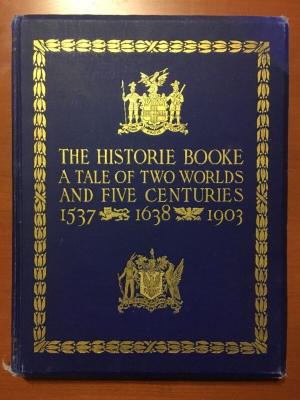 THE HISTORIE BOOKE
A TALE OF TWO WORLDS
AND FIVE CENTURIES
1537 1638 1903